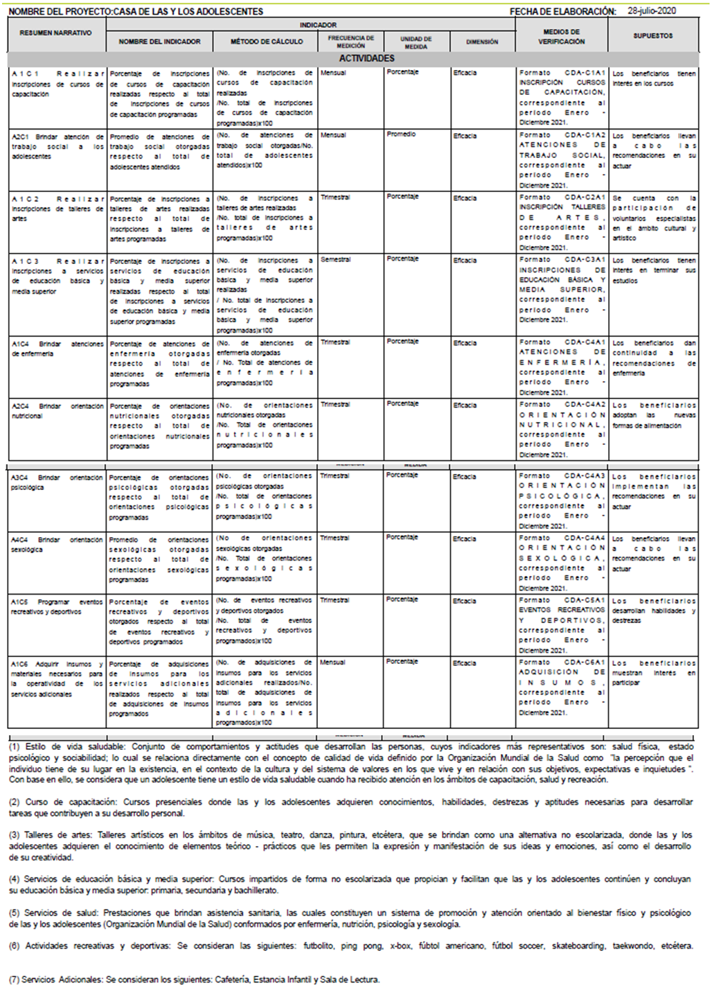 NOMBRE DEL PROYECTO:CASA DE LAS Y LOS ADOLESCENTES
FECHA DE ELABORACIÓN: 28-julio-2020
RESUMEN NARRATIVO
INDICADOR
MEDIOS DE
VERIFICACIÓN
SUPUESTOS
NOMBRE DEL INDICADOR
MÉTODO DE CÁLCULO
FRECUENCIA DE
MEDICIÓN
UNIDAD DE
MEDIDA
DIMENSIÓN
ACTIVIDADES
A1C1 Realizar
inscripciones de cursos de
capacitación
Porcentaje de inscripciones
de cursos de capacitación
realizadas respecto al total
de inscripciones de cursos
de capacitación programadas
(No. de inscripciones de
cursos de capacitación
realizadas
/No. total de inscripciones
de cursos de capacitación
programadas)x100
Mensual
Porcentaje
Eficacia
Formato CDA-C1A1
INSCRIPCIÓN CURSOS
DE CAPACITACIÓN,
correspondiente al
período Enero -
Diciembre 2021.
Los beneficiarios tienen
interés en los cursos
A2C1 Brindar atención de
trabajo social a los
adolescentes
Promedio de atenciones de
trabajo social otorgadas
respecto al total de
adolescentes atendidos
(No. de atenciones de
trabajo social otorgadas/No.
total de adolescentes
atendidos)x100
Mensual
Promedio
Eficacia
Formato CDA-C1A2
ATENCIONES DE
TRABAJO SOCIAL,
correspondiente al
período Enero -
Diciembre 2021.
Los beneficiarios llevan
a cabo las
recomendaciones en su
actuar
A1C2 Realizar
inscripciones de talleres de
artes
Porcentaje de inscripciones a
talleres de artes realizadas
respecto al total de
inscripciones a talleres de
artes programadas
(No. de inscripciones a
talleres de artes realizadas
/No. total de inscripciones a
talleres de artes
programadas)x100
Trimestral
Porcentaje
Eficacia
Formato CDA-C2A1
INSCRIPCIÓN TALLERES
DE ARTES,
correspondiente al
período Enero -
Diciembre 2021.
Se cuenta con la
participación de
voluntarios especialistas
en el ámbito cultural y
artístico
A1C3 Realizar
inscripciones a servicios
de educación básica y
media superior
Porcentaje de inscripciones a
servicios de educación
básica y media superior
realizadas respecto al total
de inscripciones a servicios
de educación básica y media
superior programadas
(No. de inscripciones a
servicios de educación
básica y media superior
realizadas
/ No. total de inscripciones a
servicios de educación
básica y media superior
programadas)x100
Semestral
Porcentaje
Eficacia
Formato CDA-C3A1
INSCRIPCIONES DE
EDUCACIÓN BÁSICA Y
MEDIA SUPERIOR,
correspondiente al
período Enero -
Diciembre 2021.
Los beneficiarios tienen
interés en terminar sus
estudios
A1C4 Brindar atenciones
de enfermería
Porcentaje de atenciones de
enfermería otorgadas
respecto al total de
atenciones de enfermería
programadas
(No. de atenciones de
enfermería otorgadas
/ No. Total de atenciones de
enfermería
programadas)x100
Trimestral
Porcentaje
Eficacia
Formato CDA-C4A1
ATENCIONES DE
ENFERMERÍA,
correspondiente al
período Enero -
Diciembre 2021.
Los beneficiarios dan
continuidad a las
recomendaciones de
enfermería
A2C4 Brindar orientación
nutricional
Porcentaje de orientaciones
nutricionales otorgadas
respecto al total de
orientaciones nutricionales
programadas
(No. de orientaciones
nutricionales otorgadas
/No. Total de orientaciones
nutricionales
programadas)x100
Trimestral
Porcentaje
Eficacia
Formato CDA-C4A2
ORIENTACIÓN
NUTRICIONAL,
correspondiente al
período Enero -
Diciembre 2021.
Los beneficiarios
adoptan las nuevas
formas de alimentación
A3C4 Brindar orientación
psicológica
Porcentaje de orientaciones
psicológicas otorgadas
respecto al total de
orientaciones psicológicas
programadas
(No. de orientaciones
psicológicas otorgadas
/No. total de orientaciones
psicológicas
programadas)x100
Trimestral
Porcentaje
Eficacia
Formato CDA-C4A3
ORIENTACIÓN
PSICOLÓGICA,
correspondiente al
período Enero -
Diciembre 2021.
Los beneficiarios
implementan las
recomendaciones en su
actuar
A4C4 Brindar orientación
sexológica
Promedio de orientaciones
sexológicas otorgadas
respecto al total de
orientaciones sexológicas
programadas
(No de orientaciones
sexológicas otorgadas
/No. Total de orientaciones
sexológicas
programadas)x100
Trimestral
Porcentaje
Eficacia
Formato CDA-C4A4
ORIENTACIÓN
SEXOLÓGICA,
correspondiente al
período Enero -
Diciembre 2021.
Los beneficiarios llevan
a cabo las
recomendaciones en su
actuar
A1C5 Programar eventos
recreativos y deportivos
Porcentaje de eventos
recreativos y deportivos
otorgados respecto al total
de eventos recreativos y
deportivos programados
(No. de eventos recreativos
y deportivos otorgados
/No. total de eventos
recreativos y deportivos
programados)x100
Trimestral
Porcentaje
Eficacia
Formato CDA-C5A1
EVENTOS RECREATIVOS
Y DEPORTIVOS,
correspondiente al
período Enero -
Diciembre 2021.
Los beneficiarios
desarrollan habilidades y
destrezas
A1C6 Adquirir insumos y
materiales necesarios para
la operatividad de los
servicios adicionales
Porcentaje de adquisiciones
de insumos para los
servicios adicionales
realizados respecto al total
de adquisiciones de insumos
programados
(No. de adquisiciones de
insumos para los servicios
adicionales realizados/No.
total de adquisiciones de
insumos para los servicios
adicionales
programados)x100
Mensual
Porcentaje
Eficacia
Formato CDA-C6A1
ADQUISICIÓN DE
INSUMOS,
correspondiente al
período Enero -
Diciembre 2021.
Los beneficiarios
muestran interés en
participar
(1) Estilo de vida saludable: Conjunto de comportamientos y actitudes que desarrollan las personas, cuyos indicadores más representativos son: salud física, estado
psicológico y sociabilidad; lo cual se relaciona directamente con el concepto de calidad de vida definido por la Organización Mundial de la Salud como "la percepción que el
individuo tiene de su lugar en la existencia, en el contexto de la cultura y del sistema de valores en los que vive y en relación con sus objetivos, expectativas e inquietudes ".
Con base en ello, se considera que un adolescente tiene un estilo de vida saludable cuando ha recibido atención en los ámbitos de capacitación, salud y recreación.
(2) Curso de capacitación: Cursos presenciales donde las y los adolescentes adquieren conocimientos, habilidades, destrezas y aptitudes necesarias para desarrollar
tareas que contribuyen a su desarrollo personal.
(3) Talleres de artes: Talleres artísticos en los ámbitos de música, teatro, danza, pintura, etcétera, que se brindan como una alternativa no escolarizada, donde las y los
adolescentes adquieren el conocimiento de elementos teórico - prácticos que les permiten la expresión y manifestación de sus ideas y emociones, así como el desarrollo
de su creatividad.
(4) Servicios de educación básica y media superior: Cursos impartidos de forma no escolarizada que propician y facilitan que las y los adolescentes continúen y concluyan
su educación básica y media superior: primaria, secundaria y bachillerato.
(5) Servicios de salud: Prestaciones que brindan asistencia sanitaria, las cuales constituyen un sistema de promoción y atención orientado al bienestar físico y psicológico
de las y los adolescentes (Organización Mundial de la Salud) conformados por enfermería, nutrición, psicología y sexología.
(6) Actividades recreativas y deportivas: Se consideran las siguientes: futbolito, ping pong, x-box, fúbtol americano, fútbol soccer, skateboarding, taekwondo, etcétera.
(7) Servicios Adicionales: Se consideran los siguientes: Cafetería, Estancia Infantil y Sala de Lectura.